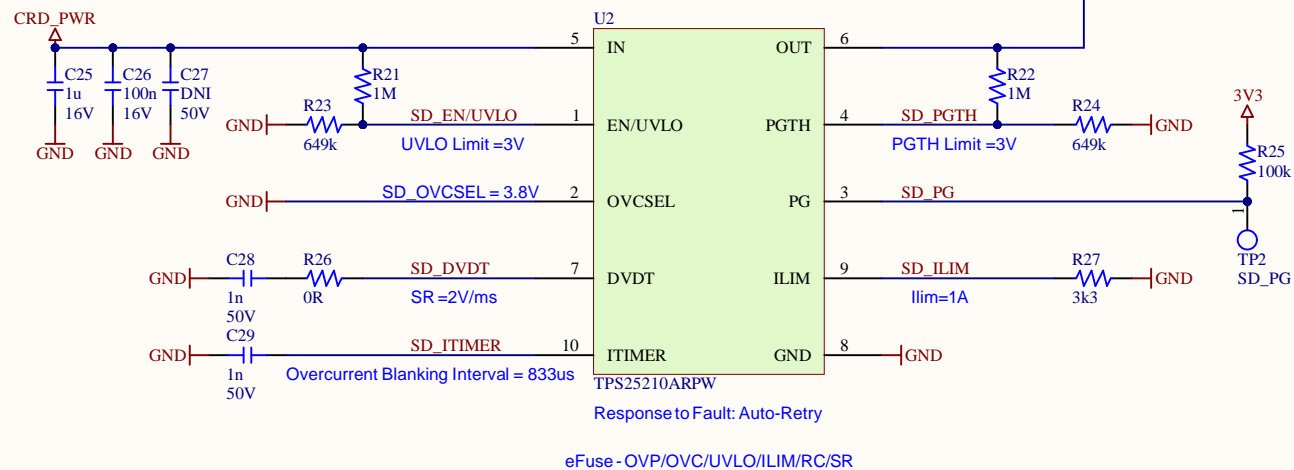 CRD_PWR
C25
1u
16V
GND
C26
100n
16V
GND
C27
DNI
50V
GND
R21
1M
GND
R23
649k
SD_EN/UVLO
UVLO Limit =3V
GND
SD_OVCSEL = 3.8V
GND
C28
1n
50V
R26
0R
SD_DVDT
SR =2V/ms
GND
C29
1n
50V
SD_ITIMER
Overcurrent Blanking Interval = 833us
U2
5
IN
1
EN/UVLO
2
OVCSEL
7
DVDT
10
ITIMER
OUT
6
PGTH
4
PG
3
ILIM
9
GND
8
TPS25210ARPW
Response to Fault: Auto-Retry
eFuse - OVP/OVC/UVLO/ILIM/RC/SR
R22
1M
SD_PGTH
PGTH Limit =3V
R24
649k
GND
3V3
R25
100k
SD_PG
1
TP2
SD_PG
SD_ILIM
Ilim=1A
R27
3k3
GND
GND